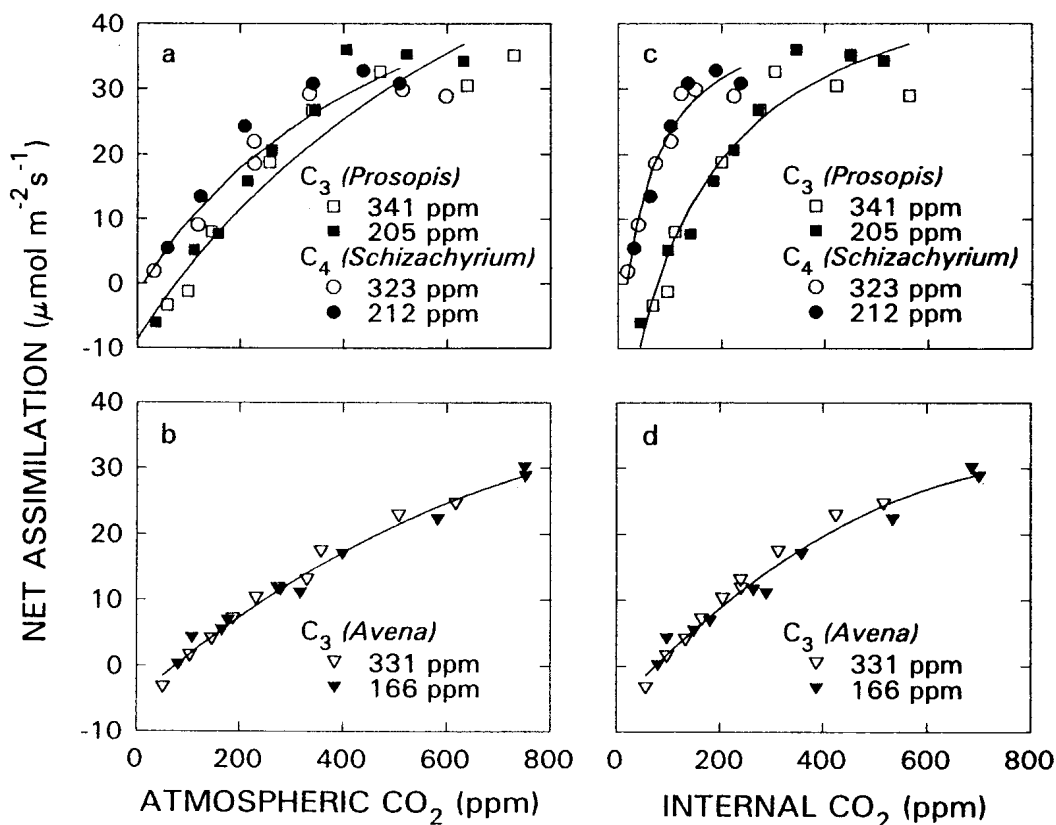 NET ASSIMILATION (μmol m⁻² s⁻¹)
40
30
20
10
0
-10
a
C₃ (Prosopis)
341 ppm
205 ppm
C₄ (Schizachyrium)
323 ppm
212 ppm
c
C₃ (Prosopis)
341 ppm
205 ppm
C₄ (Schizachyrium)
323 ppm
212 ppm
40
30
20
10
0
-10
b
C₃ (Avena)
331 ppm
166 ppm
d
C₃ (Avena)
331 ppm
166 ppm
0 200 400 600 800
0 200 400 600 800
ATMOSPHERIC CO₂ (ppm)
INTERNAL CO₂ (ppm)